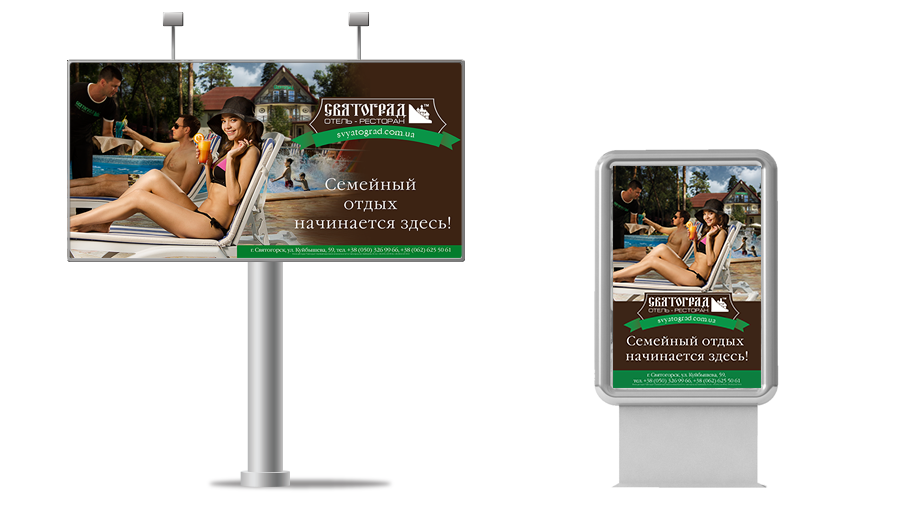 СВЯТОГРАД
ОТЕЛЬ - РЕСТОРАН
svyatograd.com.ua
Семейный
отдых
начинается здесь!
г. Святогорск, ул. Куйбышева, 59, тел. +38 (050) 326 99 66, +38 (062) 625 50 61
СВЯТОГРАД
ОТЕЛЬ - РЕСТОРАН
svyatograd.com.ua
Семейный отдых
начинается здесь!
г. Святогорск, ул. Куйбышева, 59,
тел. +38 (050) 326 99 66, +38 (062) 625 50 61